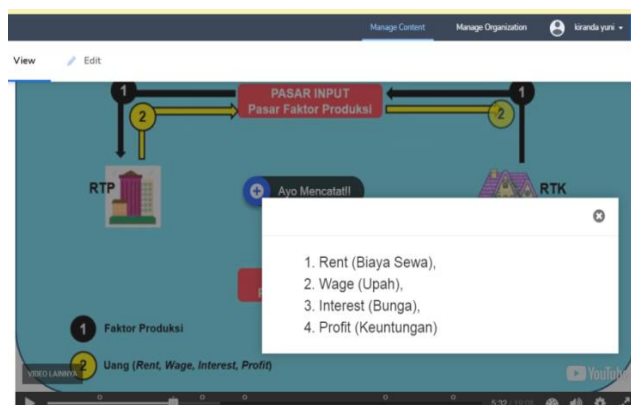 Manage Content Manage Organization kiranda yuni
View Edit
1 PASAR INPUT 1
2 Pasar Faktor Produksi 2
RTP Ayo Mencatat!! RTK
1. Rent (Biaya Sewa),
2. Wage (Upah),
3. Interest (Bunga),
4. Profit (Keuntungan)
1 Faktor Produksi
2 Uang (Rent, Wage, Interest, Profit)
VIDEO LAINNYA YouTube